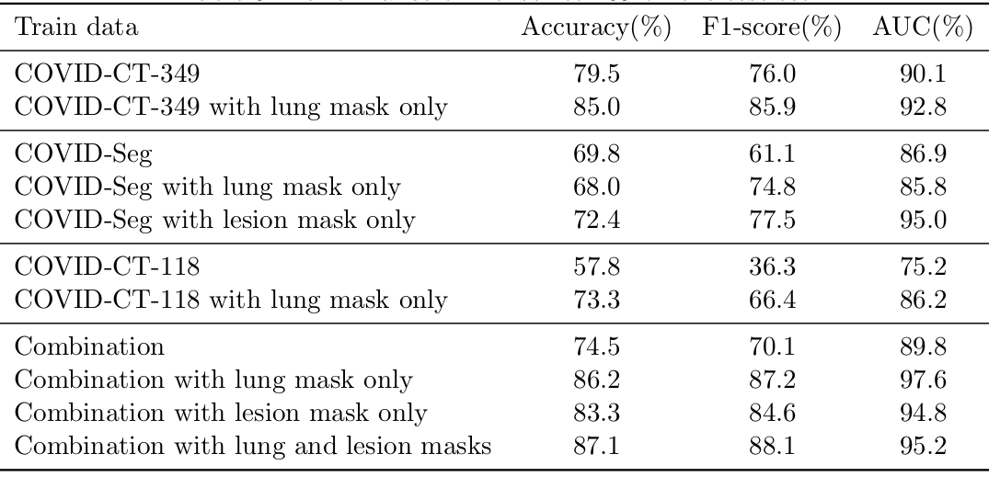 Train data Accuracy(%) F1-score(%) AUC(%)
COVID-CT-349 79.5 76.0 90.1
COVID-CT-349 with lung mask only 85.0 85.9 92.8
COVID-Seg 69.8 61.1 86.9
COVID-Seg with lung mask only 68.0 74.8 85.8
COVID-Seg with lesion mask only 72.4 77.5 95.0
COVID-CT-118 57.8 36.3 75.2
COVID-CT-118 with lung mask only 73.3 66.4 86.2
Combination 74.5 70.1 89.8
Combination with lung mask only 86.2 87.2 97.6
Combination with lesion mask only 83.3 84.6 94.8
Combination with lung and lesion masks 87.1 88.1 95.2